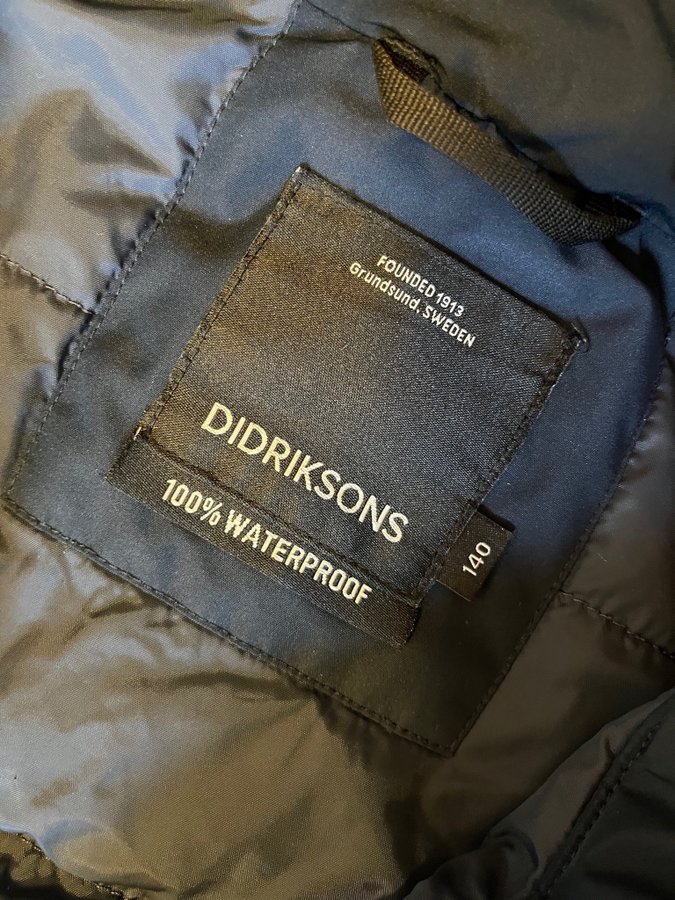 FOUNDED 1913
Grundsund, SWEDEN
DIDRIKSONS
100% WATERPROOF
140